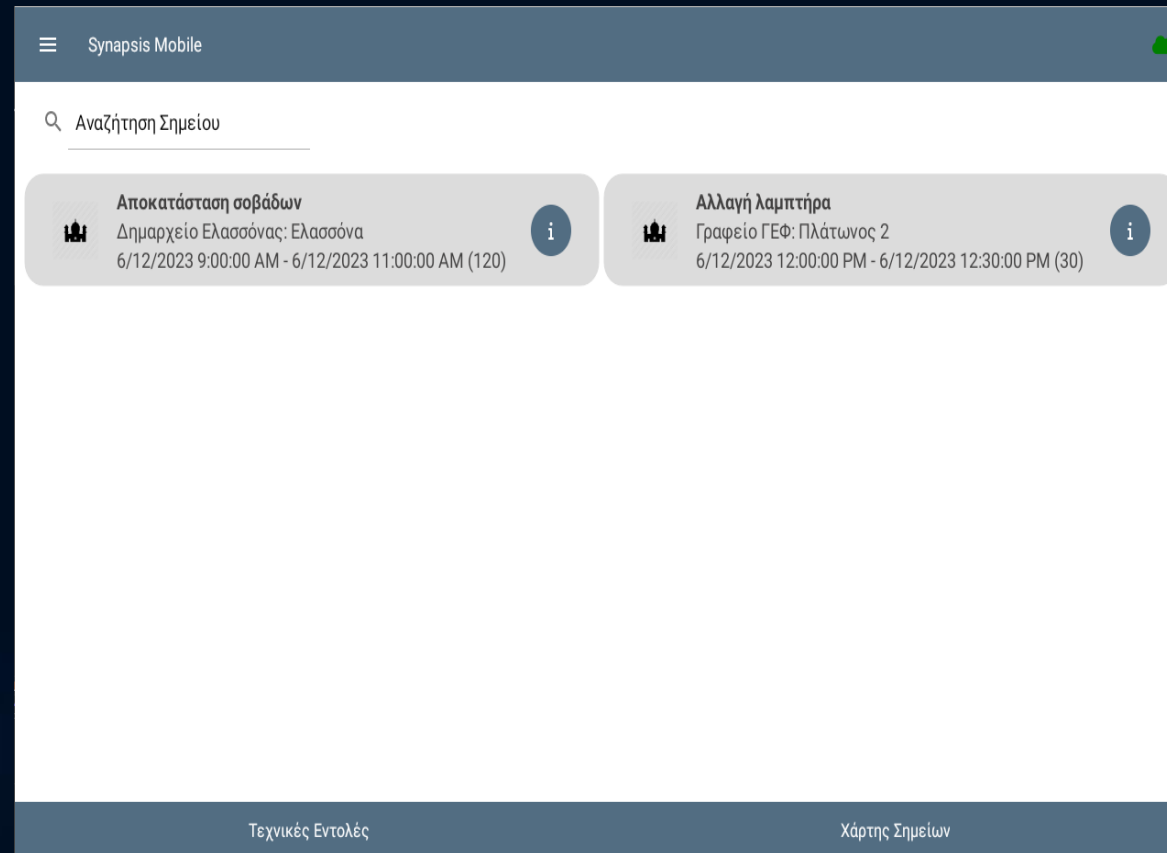 Synapsis Mobile
Αναζήτηση Σημείου
Αποκατάσταση σοβάδων
Δημαρχείο Ελασσόνας: Ελασσόνα
6/12/2023 9:00:00 AM - 6/12/2023 11:00:00 AM (120)
i
Αλλαγή λαμπτήρα
Γραφείο ΓΕΦ: Πλάτωνος 2
6/12/2023 12:00:00 PM - 6/12/2023 12:30:00 PM (30)
i
Τεχνικές Εντολές
Χάρτης Σημείων